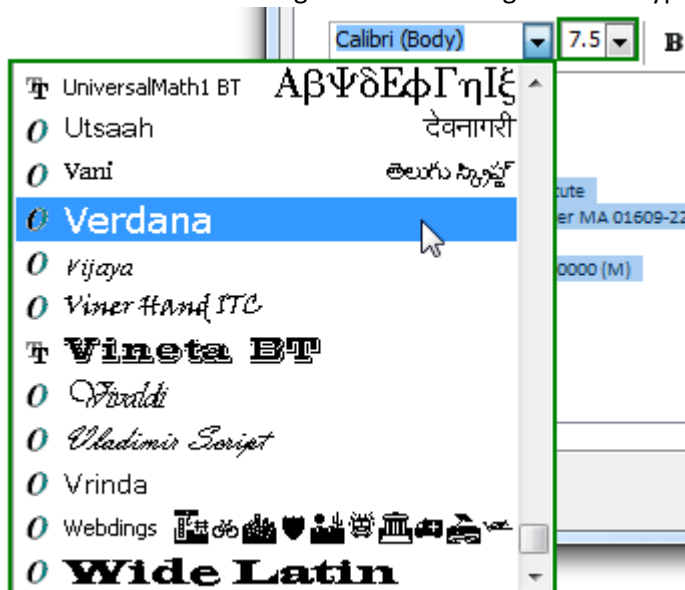 Calibri (Body) 7.5 B
UniversalMath1 BT ΑβΨδΕφΓηΙξ
Utsaah देवनागरी
Vani
Verdana
Vijaya
Viner Hand ITC
Vineta BT
Vivaldi
Vladimir Script
Vrinda
Webdings
Wide Latin
ute
er MA 01609-22
0000 (M)